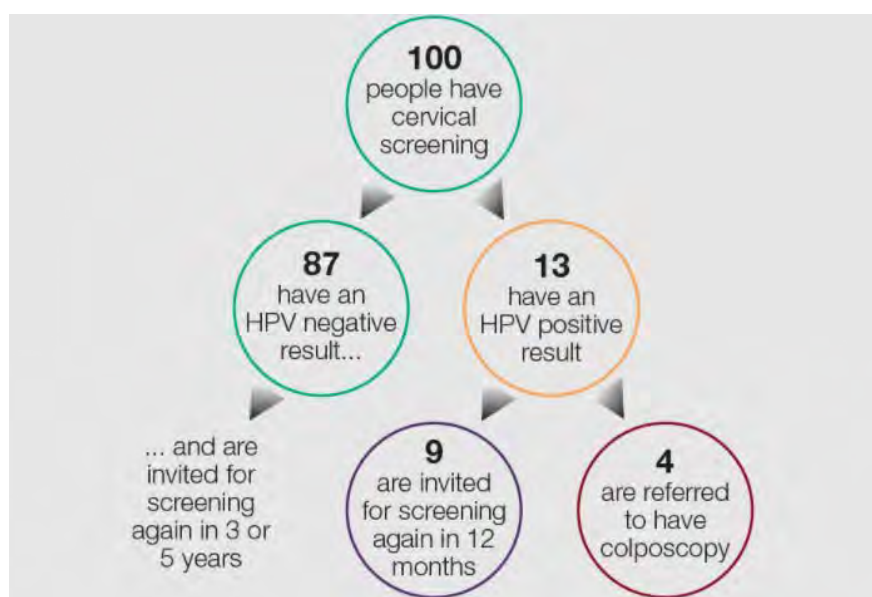 100
people have
cervical
screening
87
have an
HPV negative
result...
13
have an
HPV positive
result
... and are
invited for
screening
again in 3 or
5 years
9
are invited
for screening
again in 12
months
4
are referred
to have
colposcopy